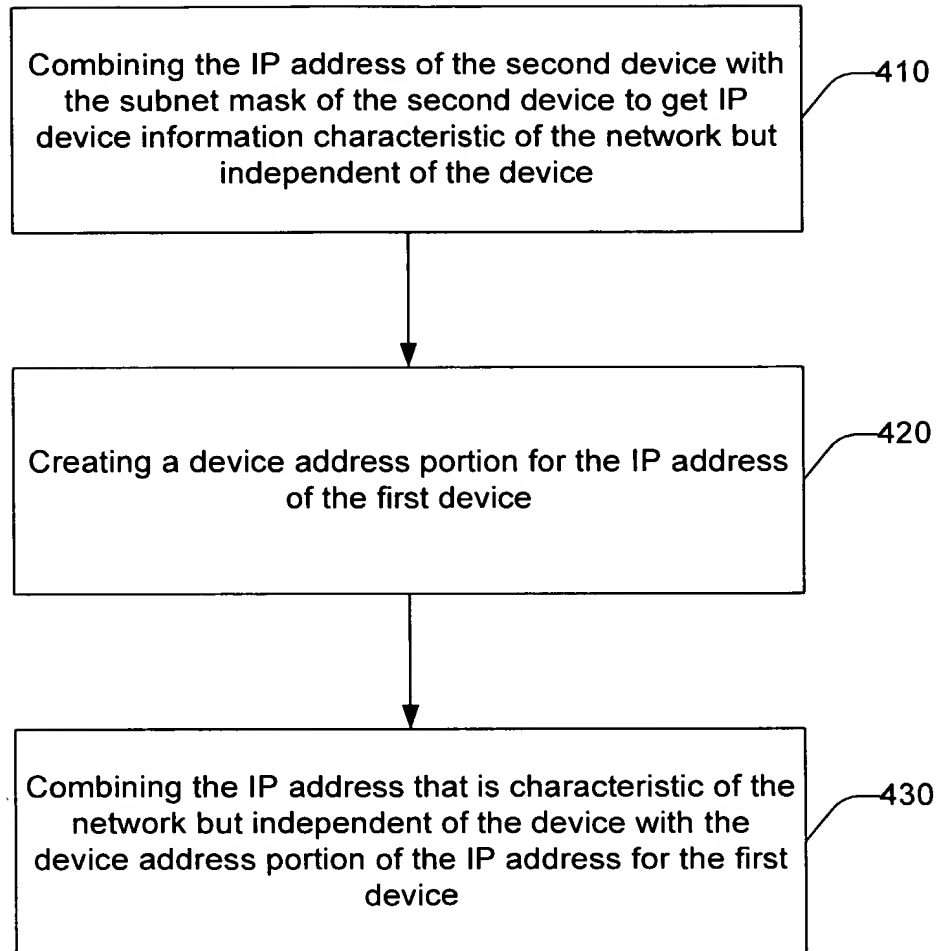 Combining the IP address of the second device with
the subnet mask of the second device to get IP
device information characteristic of the network but
independent of the device
410
Creating a device address portion for the IP address
of the first device
420
Combining the IP address that is characteristic of the
network but independent of the device with the
device address portion of the IP address for the first
device
430